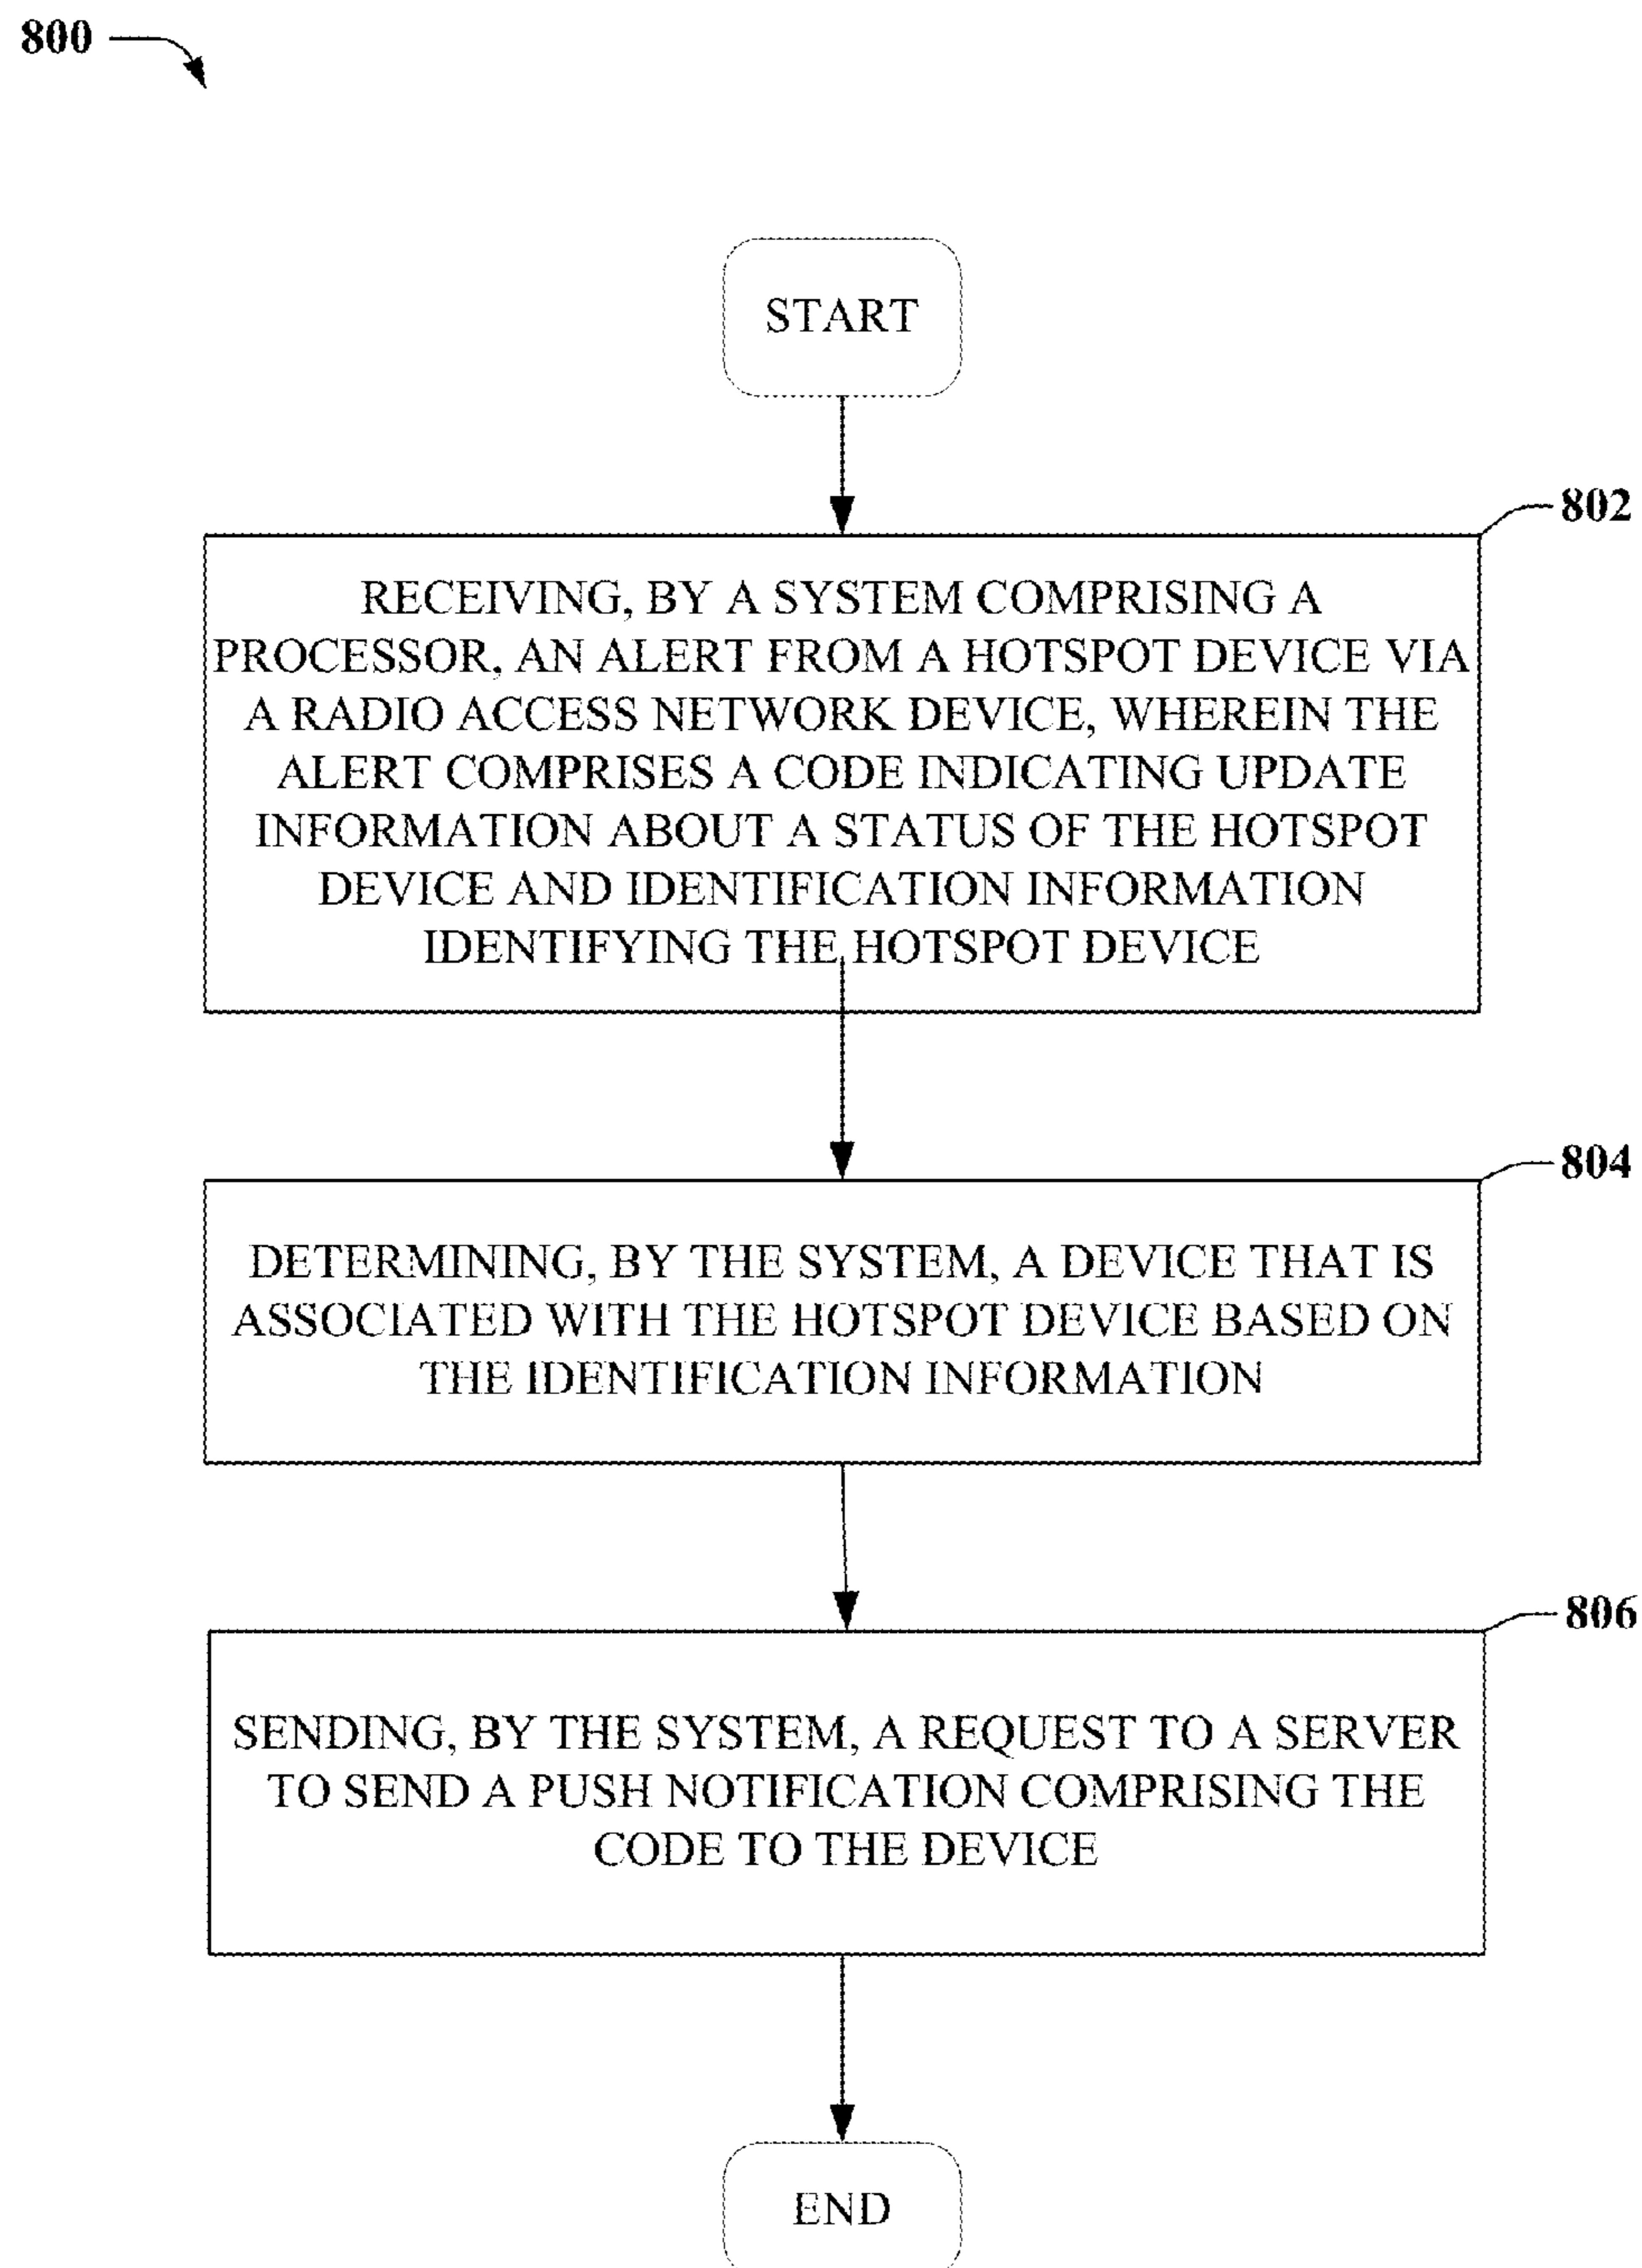 800
START
802
RECEIVING, BY A SYSTEM COMPRISING A
PROCESSOR, AN ALERT FROM A HOTSPOT DEVICE VIA
A RADIO ACCESS NETWORK DEVICE, WHEREIN THE
ALERT COMPRISES A CODE INDICATING UPDATE
INFORMATION ABOUT A STATUS OF THE HOTSPOT
DEVICE AND IDENTIFICATION INFORMATION
IDENTIFYING THE HOTSPOT DEVICE
804
DETERMINING, BY THE SYSTEM, A DEVICE THAT IS
ASSOCIATED WITH THE HOTSPOT DEVICE BASED ON
THE IDENTIFICATION INFORMATION
806
SENDING, BY THE SYSTEM, A REQUEST TO A SERVER
TO SEND A PUSH NOTIFICATION COMPRISING THE
CODE TO THE DEVICE
END